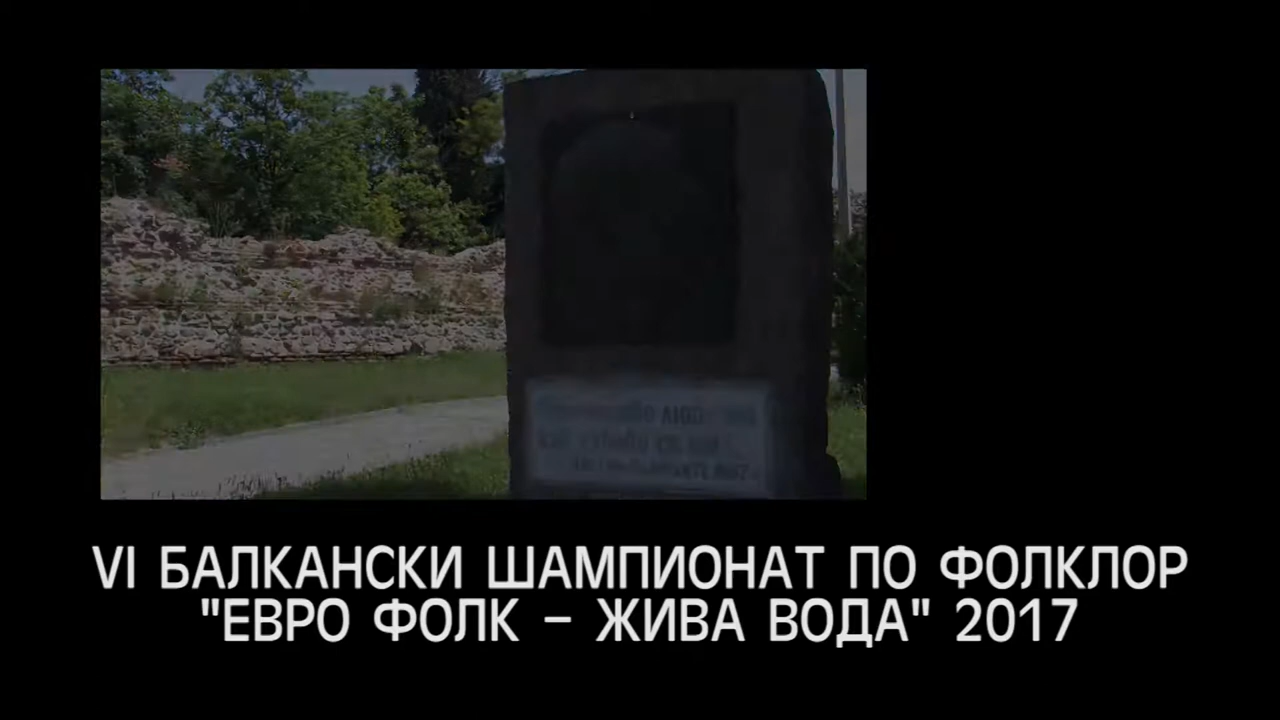 VI БАЛКАНСКИ ШАМПИОНАТ ПО ФОЛКЛОР
"ЕВРО ФОЛК – ЖИВА ВОДА" 2017